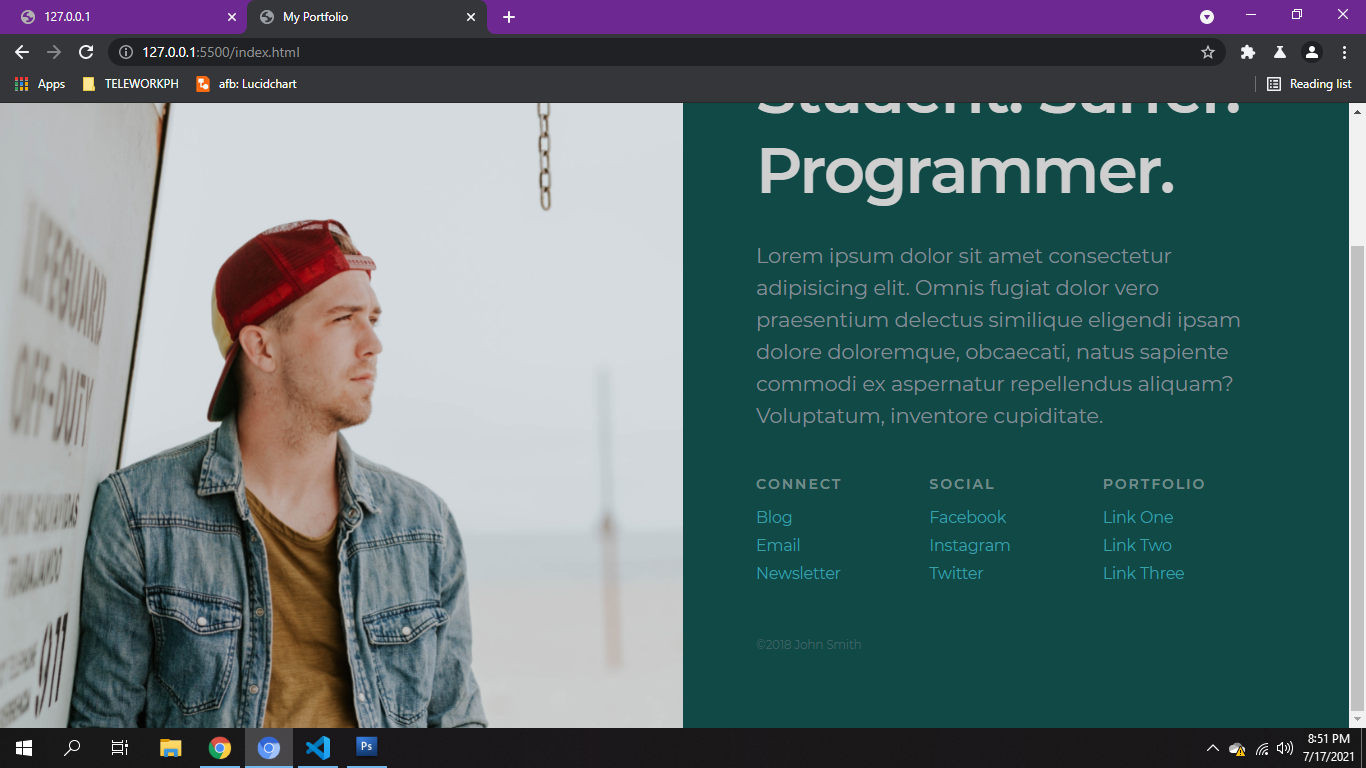 127.0.0.1
My Portfolio
127.0.0.1:5500/index.html
Apps
TELEWORKPH
afb: Lucidchart
Reading list
Student. Surfer.
Programmer.
Lorem ipsum dolor sit amet consectetur
adipisicing elit. Omnis fugiat dolor vero
praesentium delectus similique eligendi ipsam
dolore doloremque, obcaecati, natus sapiente
commodi ex aspernatur repellendus aliquam?
Voluptatum, inventore cupiditate.
CONNECT
Blog
Email
Newsletter
SOCIAL
Facebook
Instagram
Twitter
PORTFOLIO
Link One
Link Two
Link Three
©2018 John Smith
LIFEGUARD
OFF-DUTY
911
Ps
8:51 PM
7/17/2021